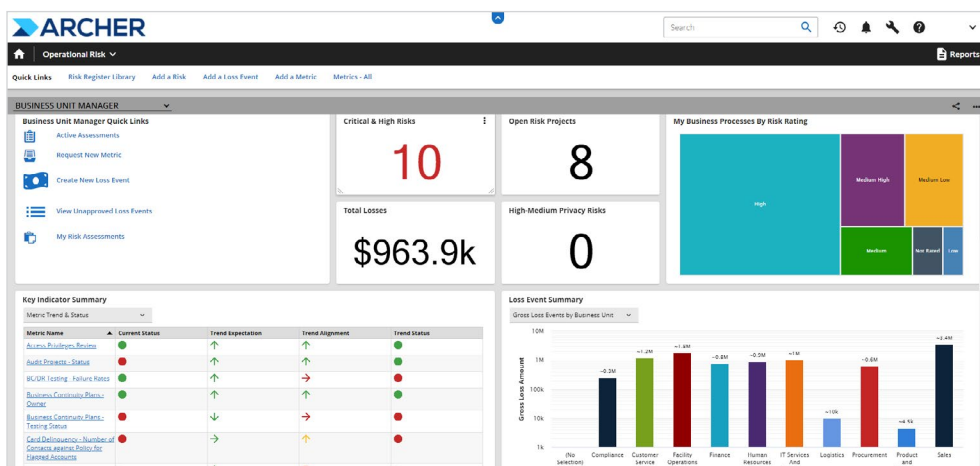 ARCHER
Search
Operational Risk
Reports
Quick Links
Risk Register Library
Add a Risk
Add a Loss Event
Add a Metric
Metrics - All
BUSINESS UNIT MANAGER
Business Unit Manager Quick Links
Active Assessments
Request New Metric
Create New Loss Event
View Unapproved Loss Events
My Risk Assessments
Critical & High Risks
10
Open Risk Projects
8
Total Losses
$963.9k
High-Medium Privacy Risks
0
My Business Processes By Risk Rating
High
Medium High
Medium Low
Medium
Not Rated
Low
Key Indicator Summary
Metric Trend & Status
Metric Name
Current Status
Trend Expectation
Trend Alignment
Trend Status
Access Privileges Review
Audit Projects - Status
BC/DR Testing - Failure Rates
Business Continuity Plans -
Owner
Business Continuity Plans -
Testing Status
Card Delinquency - Number of
Contacts against Policy for
Flagged Accounts
Loss Event Summary
Gross Loss Events by Business Unit
Gross Loss Amount
10M
1M
100k
10k
1k
~0.3M
~1.2M
~0.8M
~0.9M
~1M
~10k
~0.6M
~3.4M
(No
Selection)
Compliance
Customer
Service
Facility
Operations
Finance
Human
Resources
IT Services
And
Logistics
Procurement
Product
and
Sales